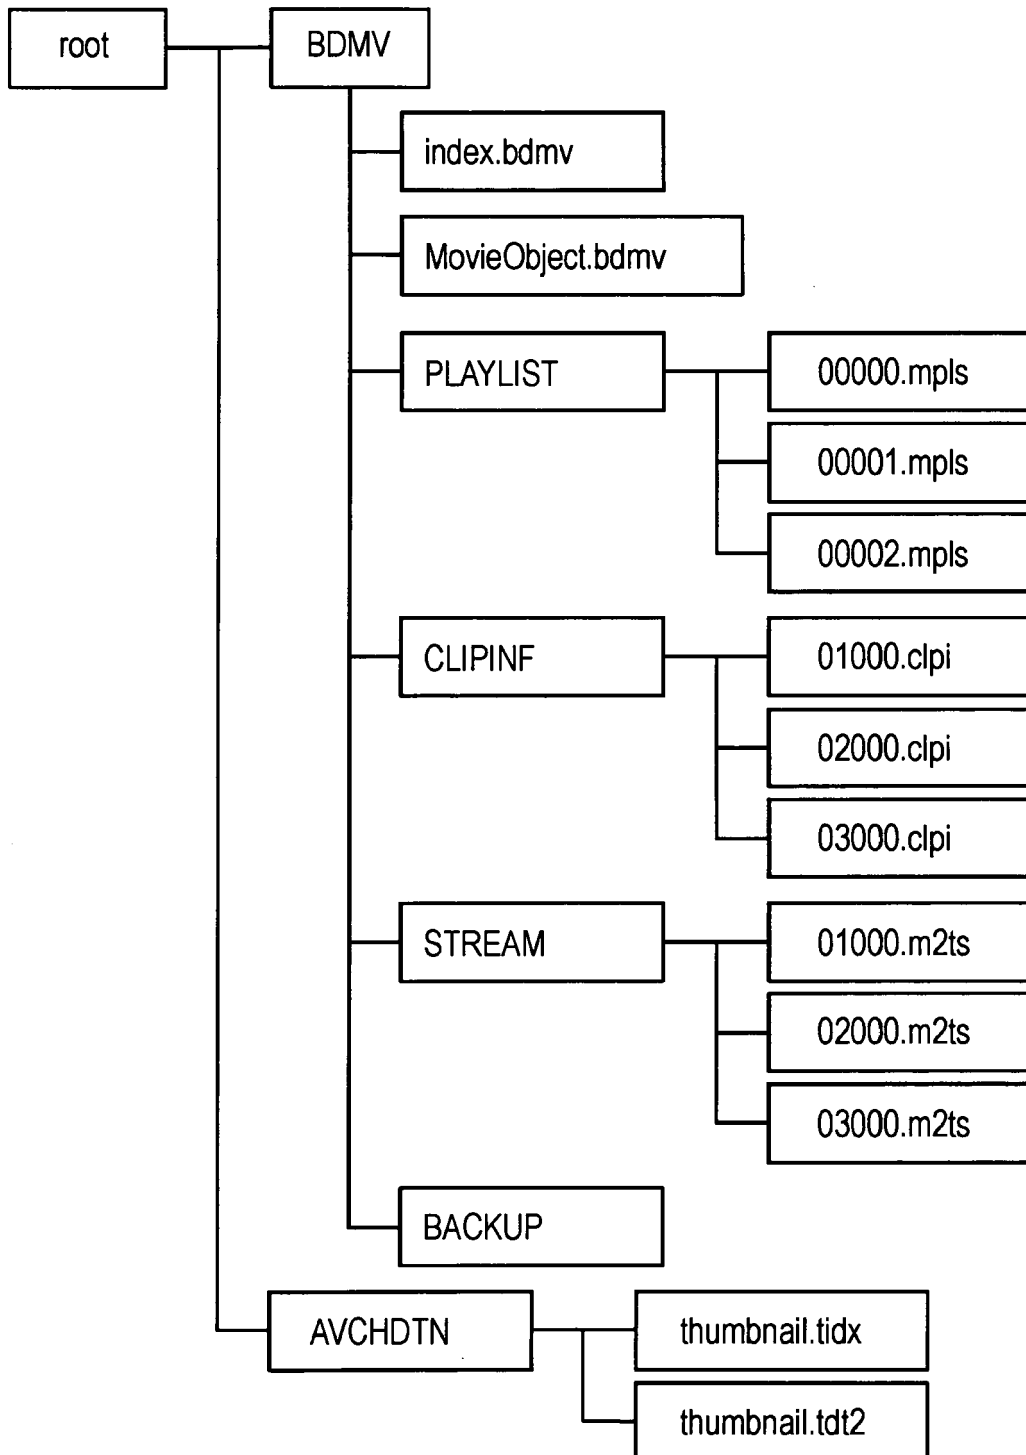 root
BDMV
index.bdmv
MovieObject.bdmv
PLAYLIST
00000.mpls
00001.mpls
00002.mpls
CLIPINF
01000.clpi
02000.clpi
03000.clpi
STREAM
01000.m2ts
02000.m2ts
03000.m2ts
BACKUP
AVCHDTN
thumbnail.tidx
thumbnail.tdt2